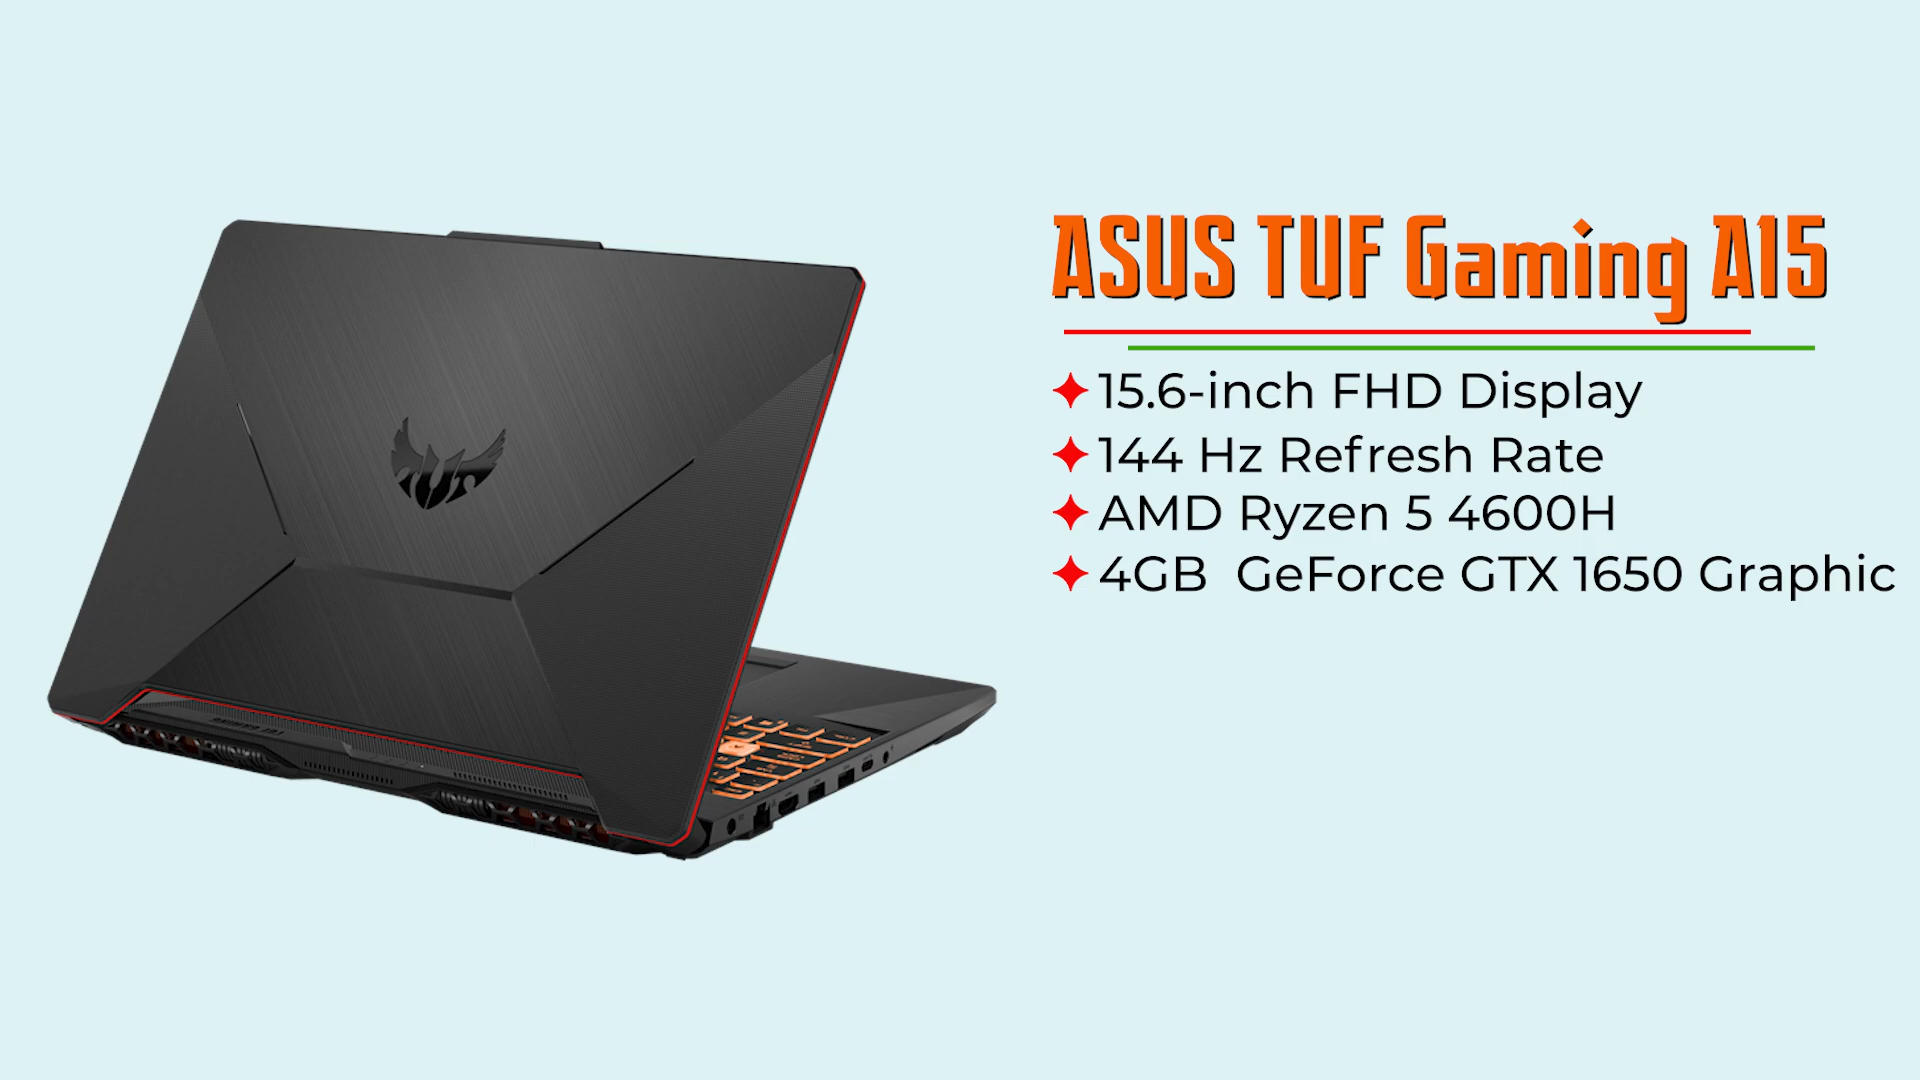 ASUS TUF Gaming A15
15.6-inch FHD Display
144 Hz Refresh Rate
AMD Ryzen 5 4600H
4GB  GeForce GTX 1650 Graphic